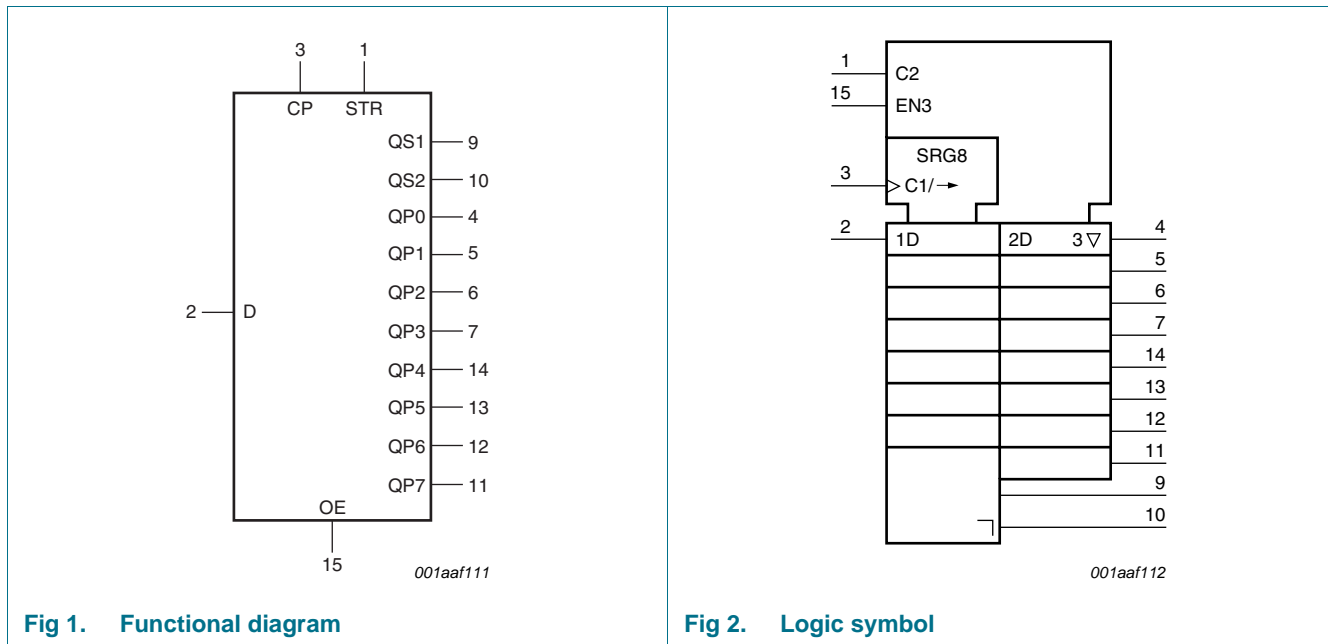 3 1
CP STR
QS1 9
QS2 10
QP0 4
QP1 5
QP2 6
QP3 7
2 D
QP4 14
QP5 13
QP6 12
QP7 11
OE
15
001aaf111
Fig 1. Functional diagram
1 C2
15 EN3
SRG8
3 C1/→
2 1D 2D 3▽ 4
5
6
7
14
13
12
11
9
10
001aaf112
Fig 2. Logic symbol